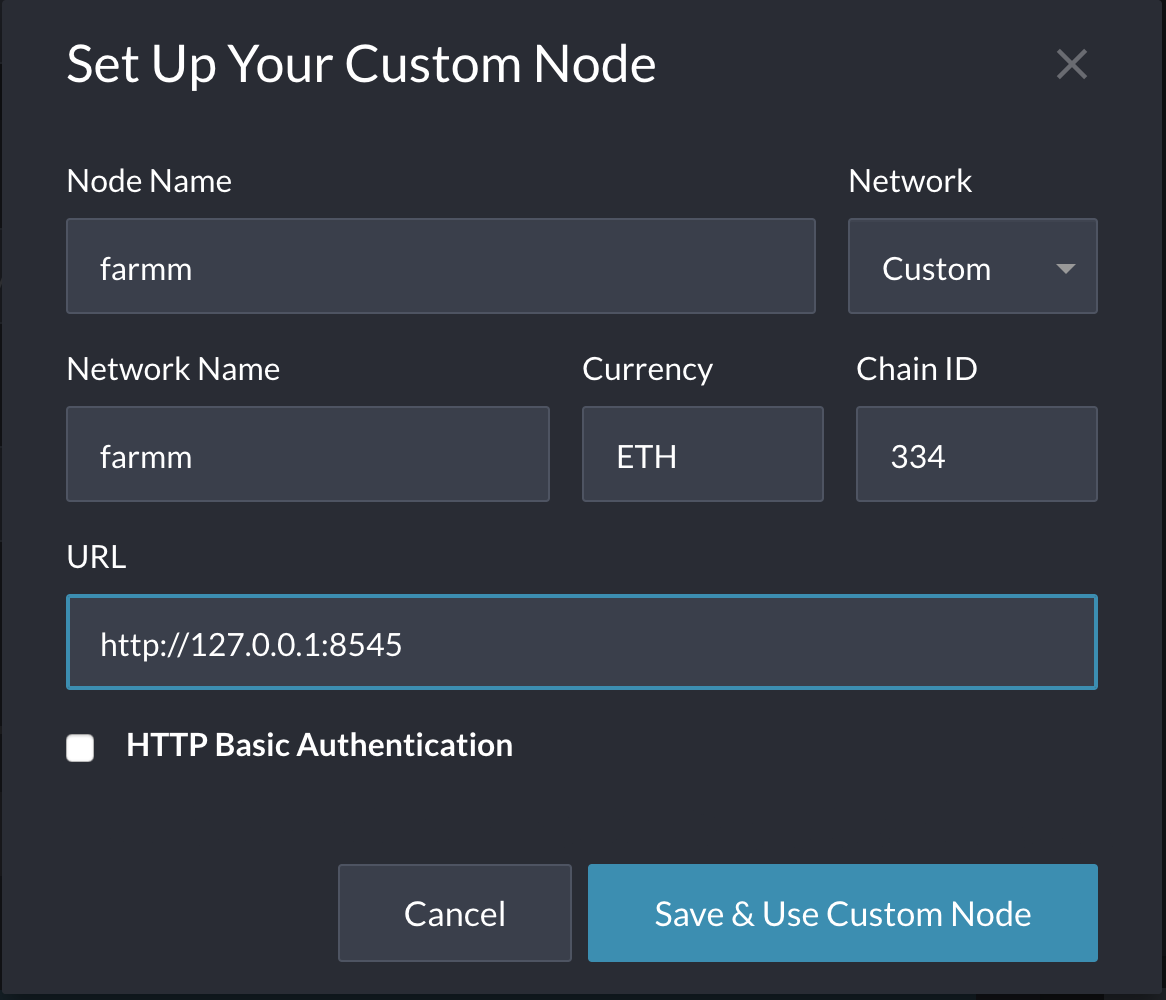 Set Up Your Custom Node
Node Name
Network
farmm
Custom
Network Name
Currency
Chain ID
farmm
ETH
334
URL
http://127.0.0.1:8545
HTTP Basic Authentication
Cancel
Save & Use Custom Node